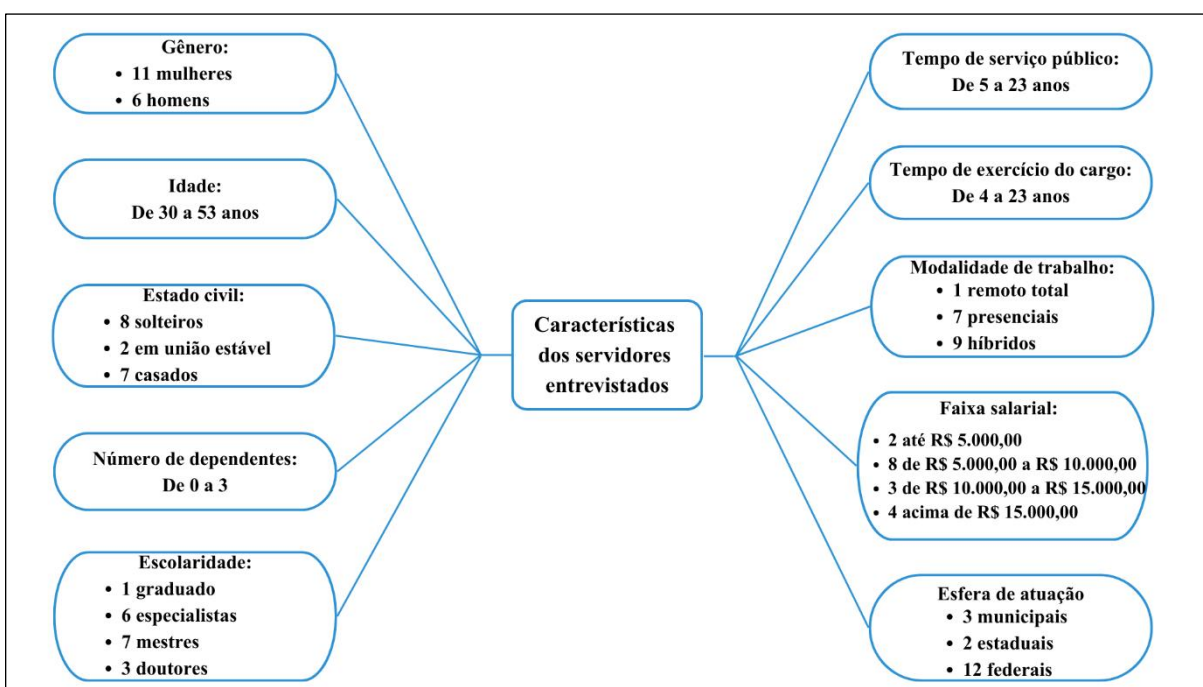 Gênero:
• 11 mulheres
• 6 homens
Idade:
De 30 a 53 anos
Estado civil:
• 8 solteiros
• 2 em união estável
• 7 casados
Número de dependentes:
De 0 a 3
Escolaridade:
• 1 graduado
• 6 especialistas
• 7 mestres
• 3 doutores
Características
dos servidores
entrevistados
Tempo de serviço público:
De 5 a 23 anos
Tempo de exercício do cargo:
De 4 a 23 anos
Modalidade de trabalho:
• 1 remoto total
• 7 presenciais
• 9 híbridos
Faixa salarial:
• 2 até R$ 5.000,00
• 8 de R$ 5.000,00 a R$ 10.000,00
• 3 de R$ 10.000,00 a R$ 15.000,00
• 4 acima de R$ 15.000,00
Esfera de atuação
• 3 municipais
• 2 estaduais
• 12 federais